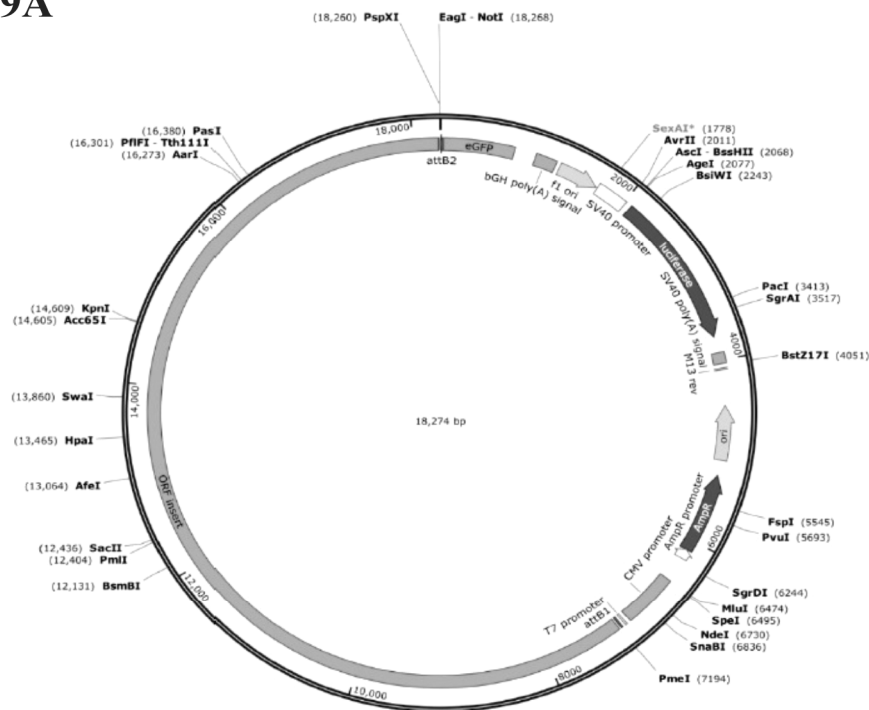 9A
(18,260) PspXI
EagI - NotI (18,268)
(16,380) PasI
(16,301) PflFI - Tth111I
(16,273) AarI
(14,609) KpnI
(14,605) Acc65I
(13,860) SwaI
(13,465) HpaI
(13,064) AfeI
(12,436) SacII
(12,404) PmlI
(12,131) BsmBI
SexAI* (1778)
AvrII (2011)
AscI - BssHII (2068)
AgeI (2077)
BsiWI (2243)
PacI (3413)
SgrAI (3517)
BstZ17I (4051)
FspI (5545)
PvuI (5693)
SgrDI (6244)
MluI (6474)
SpeI (6495)
NdeI (6730)
SnaBI (6836)
PmeI (7194)
18,000
2000
4000
6000
8000
10,000
12,000
14,000
16,000
attB2
eGFP
bGH poly(A) signal
f1 ori
SV40 promoter
luciferase
SV40 poly(A) signal
M13 rev
ori
AmpR
AmpR promoter
CMV promoter
T7 promoter
attB1
ORF insert
18,274 bp